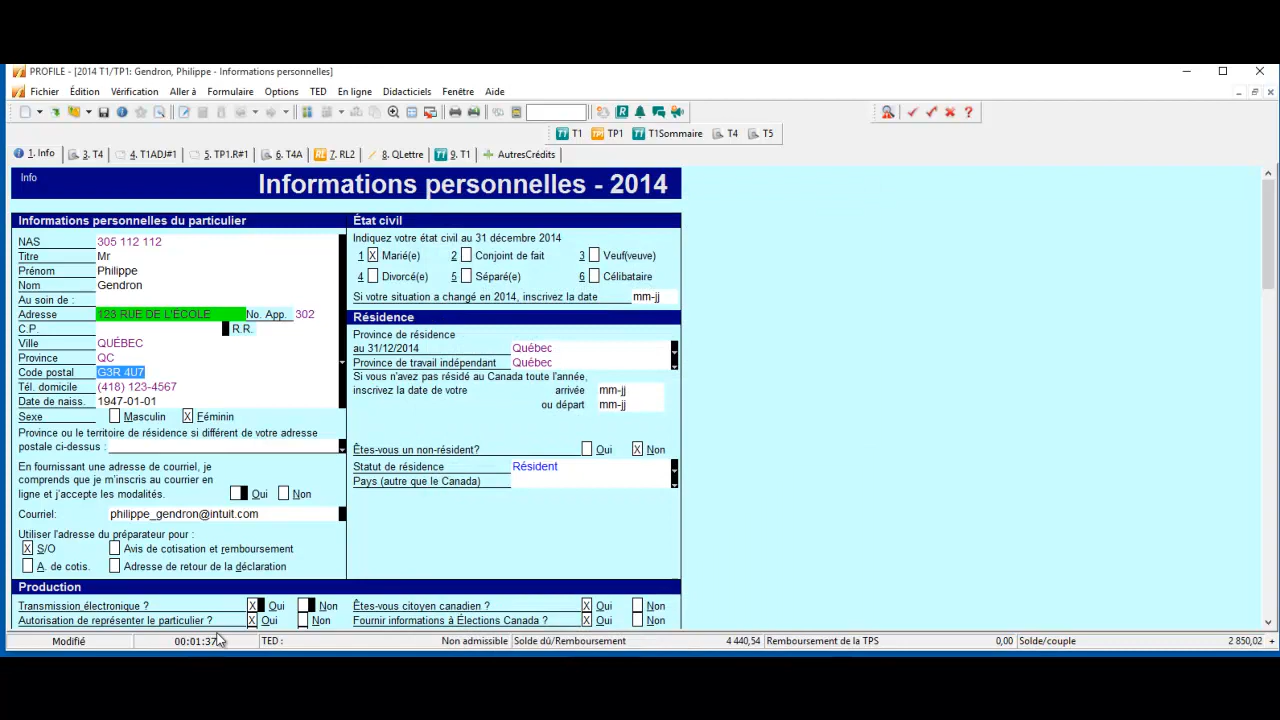 PROFILE - [2014 T1/TP1: Gendron, Philippe - Informations personnelles]
Fichier Édition Vérification Aller à Formulaire Options TED En ligne Didacticiels Fenêtre Aide
T1 TP1 T1Sommaire T4 T5
1. Info 3. T4 4. T1ADJ#1 5. TP1.R#1 6. T4A 7. RL2 8. QLettre 9. T1 AutresCrédits
Info
Informations personnelles - 2014
Informations personnelles du particulier
NAS 305 112 112
Titre Mr
Prénom Philippe
Nom Gendron
Au soin de :
Adresse 123 RUE DE L'ECOLE No. App. 302
C.P. R.R.
Ville QUÉBEC
Province QC
Code postal G3R 4U7
Tél. domicile (418) 123-4567
Date de naiss. 1947-01-01
Sexe Masculin X Féminin
Province ou le territoire de résidence si différent de votre adresse
postale ci-dessus :
En fournissant une adresse de courriel, je
comprends que je m'inscris au courrier en
ligne et j'accepte les modalités. Oui Non
Courriel: philippe_gendron@intuit.com
Utiliser l'adresse du préparateur pour :
X S/O Avis de cotisation et remboursement
A. de cotis. Adresse de retour de la déclaration
État civil
Indiquez votre état civil au 31 décembre 2014
1 X Marié(e) 2 Conjoint de fait 3 Veuf(veuve)
4 Divorcé(e) 5 Séparé(e) 6 Célibataire
Si votre situation a changé en 2014, inscrivez la date mm-jj
Résidence
Province de résidence
au 31/12/2014 Québec
Province de travail indépendant Québec
Si vous n'avez pas résidé au Canada toute l'année,
inscrivez la date de votre arrivée mm-jj
ou départ mm-jj
Êtes-vous un non-résident? Oui X Non
Statut de résidence Résident
Pays (autre que le Canada)
Production
Transmission électronique ? X Oui Non Êtes-vous citoyen canadien ? X Oui Non
Autorisation de représenter le particulier ? X Oui Non Fournir informations à Élections Canada ? X Oui Non
Modifié 00:01:37 TED : Non admissible Solde dû/Remboursement 4 440,54 Remboursement de la TPS 0,00 Solde/couple 2 850,02 +